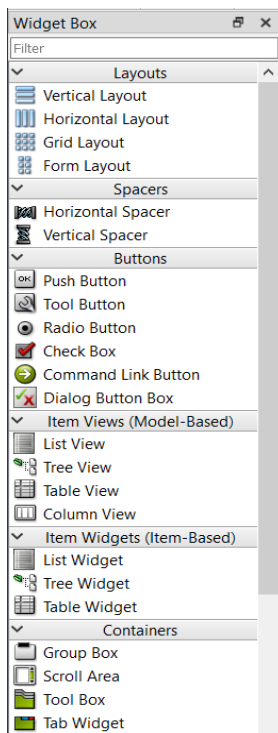 Widget Box
Filter
Layouts
Vertical Layout
Horizontal Layout
Grid Layout
Form Layout
Spacers
Horizontal Spacer
Vertical Spacer
Buttons
OK Push Button
Tool Button
Radio Button
Check Box
Command Link Button
Dialog Button Box
Item Views (Model-Based)
List View
Tree View
Table View
Column View
Item Widgets (Item-Based)
List Widget
Tree Widget
Table Widget
Containers
Group Box
Scroll Area
Tool Box
Tab Widget